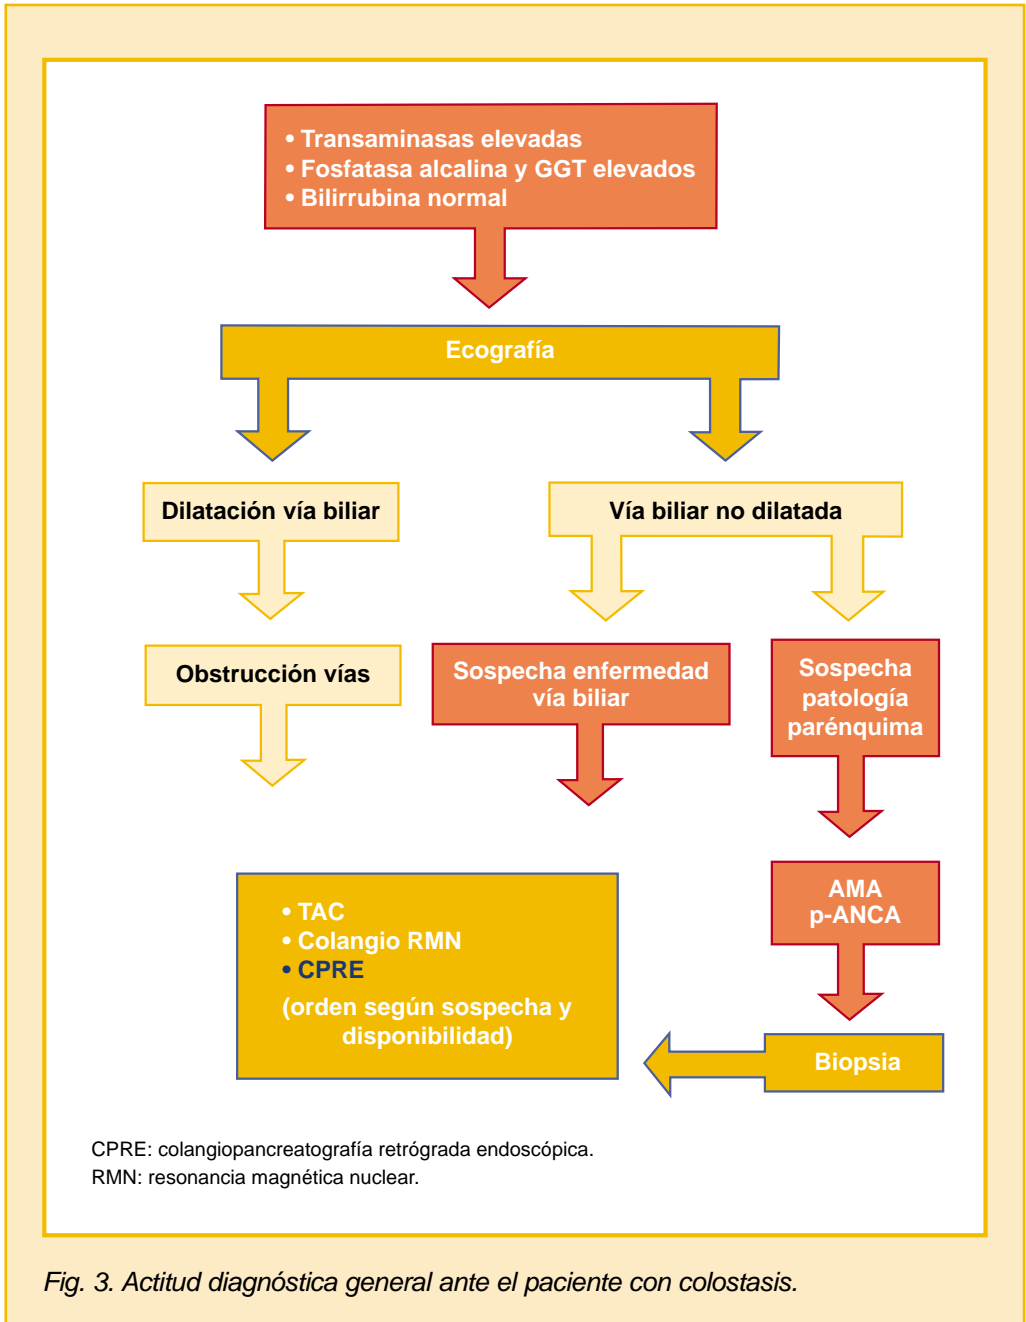 • Transaminasas elevadas
• Fosfatasa alcalina y GGT elevados
• Bilirrubina normal
Ecografía
Dilatación vía biliar
Vía biliar no dilatada
Obstrucción vías
Sospecha enfermedad
vía biliar
Sospecha
patología
parénquima
• TAC
• Colangio RMN
• CPRE
(orden según sospecha y
disponibilidad)
AMA
p-ANCA
Biopsia
CPRE: colangiopancreatografía retrógrada endoscópica.
RMN: resonancia magnética nuclear.
Fig. 3. Actitud diagnóstica general ante el paciente con colostasis.